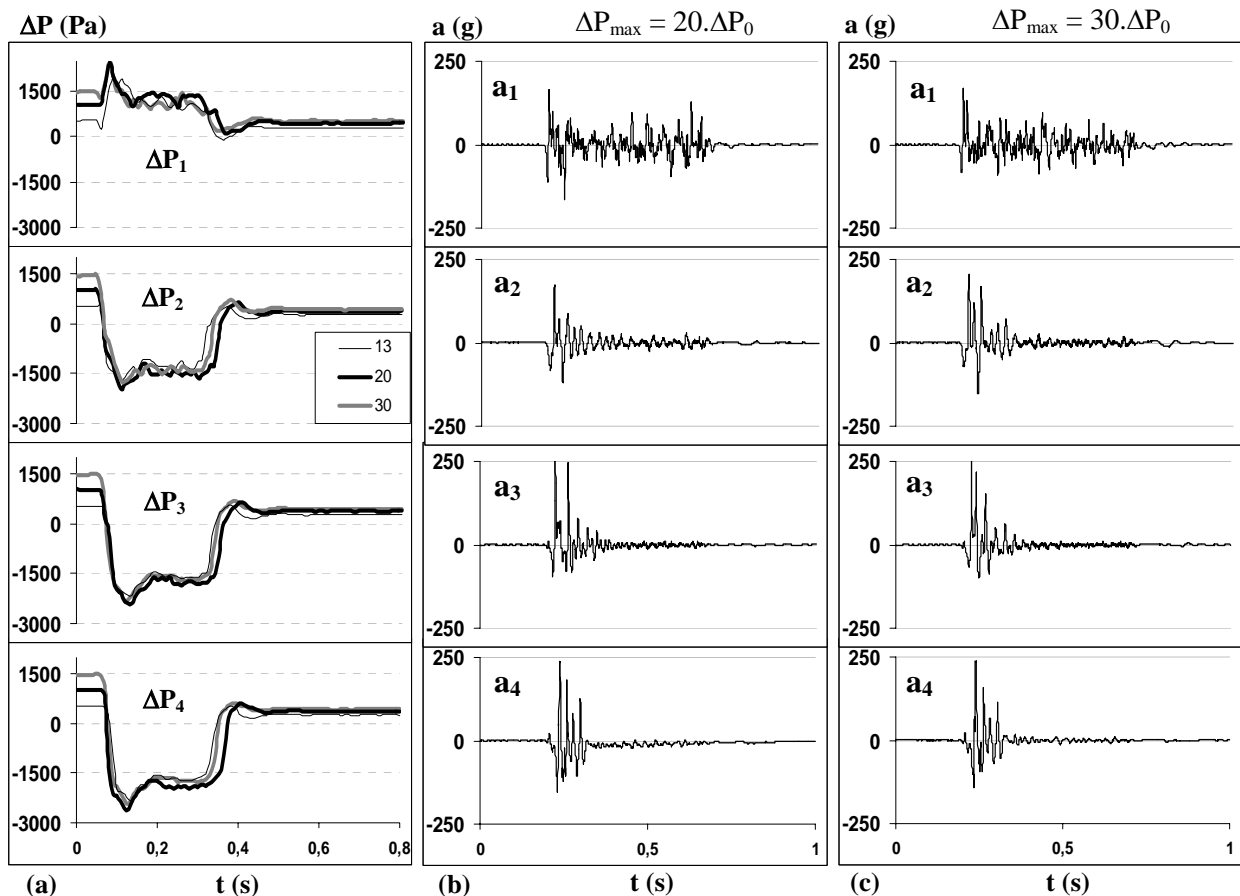 ΔP (Pa)
1500
0
-1500
-3000
ΔP1
1500
0
-1500
-3000
ΔP2
13
20
30
1500
0
-1500
-3000
ΔP3
1500
0
-1500
-3000
ΔP4
0 0,2 0,4 0,6 0,8
(a) t (s)
a (g) ΔPmax = 20.ΔP0
250
0
-250
a1
250
0
-250
a2
250
0
-250
a3
250
0
-250
a4
0 0,5 1
(b) t (s)
a (g) ΔPmax = 30.ΔP0
250
0
-250
a1
250
0
-250
a2
250
0
-250
a3
250
0
-250
a4
0 0,5 1
(c) t (s)